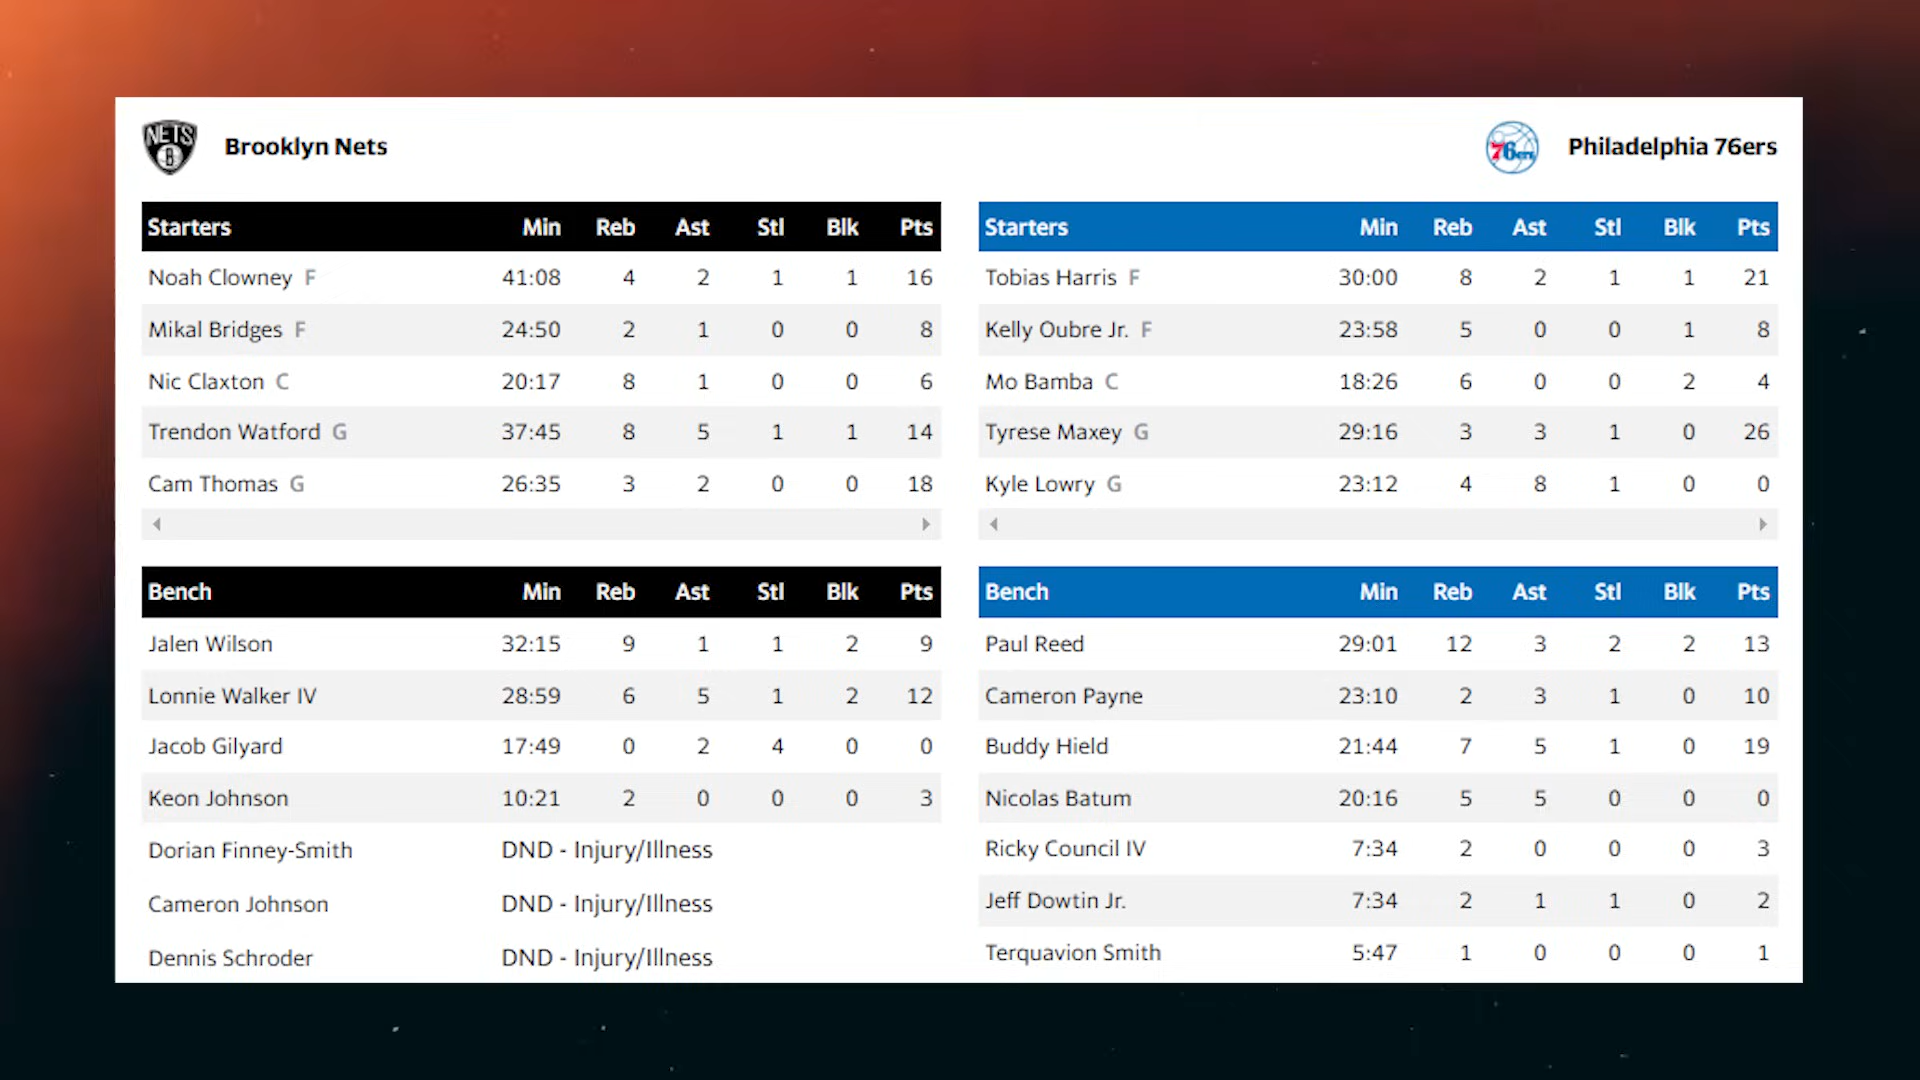 NETS
B
Brooklyn Nets
76ers
Philadelphia 76ers
Starters Min Reb Ast Stl Blk Pts
Noah Clowney F 41:08 4 2 1 1 16
Mikal Bridges F 24:50 2 1 0 0 8
Nic Claxton C 20:17 8 1 0 0 6
Trendon Watford G 37:45 8 5 1 1 14
Cam Thomas G 26:35 3 2 0 0 18
Starters Min Reb Ast Stl Blk Pts
Tobias Harris F 30:00 8 2 1 1 21
Kelly Oubre Jr. F 23:58 5 0 0 1 8
Mo Bamba C 18:26 6 0 0 2 4
Tyrese Maxey G 29:16 3 3 1 0 26
Kyle Lowry G 23:12 4 8 1 0 0
Bench Min Reb Ast Stl Blk Pts
Jalen Wilson 32:15 9 1 1 2 9
Lonnie Walker IV 28:59 6 5 1 2 12
Jacob Gilyard 17:49 0 2 4 0 0
Keon Johnson 10:21 2 0 0 0 3
Dorian Finney-Smith DND - Injury/Illness
Cameron Johnson DND - Injury/Illness
Dennis Schroder DND - Injury/Illness
Bench Min Reb Ast Stl Blk Pts
Paul Reed 29:01 12 3 2 2 13
Cameron Payne 23:10 2 3 1 0 10
Buddy Hield 21:44 7 5 1 0 19
Nicolas Batum 20:16 5 5 0 0 0
Ricky Council IV 7:34 2 0 0 0 3
Jeff Dowtin Jr. 7:34 2 1 1 0 2
Terquavion Smith 5:47 1 0 0 0 1